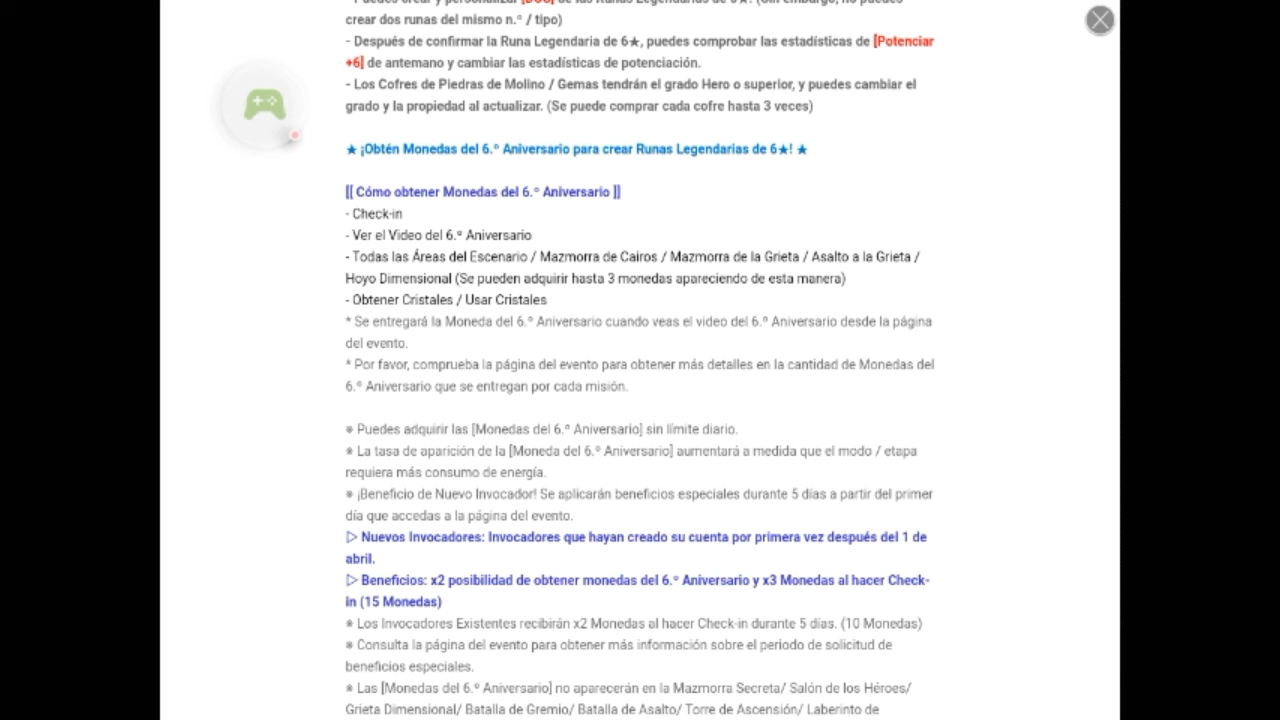 - Puedes crear y personalizar [DOS] de las Runas Legendarias de 6★! (Sin embargo, no puedes
crear dos runas del mismo n.º / tipo)
- Después de confirmar la Runa Legendaria de 6★, puedes comprobar las estadísticas de [Potenciar
+6] de antemano y cambiar las estadísticas de potenciación.
- Los Cofres de Piedras de Molino / Gemas tendrán el grado Hero o superior, y puedes cambiar el
grado y la propiedad al actualizar. (Se puede comprar cada cofre hasta 3 veces)
★ ¡Obtén Monedas del 6.º Aniversario para crear Runas Legendarias de 6★! ★
[[ Cómo obtener Monedas del 6.º Aniversario ]]
- Check-in
- Ver el Video del 6.º Aniversario
- Todas las Áreas del Escenario / Mazmorra de Cairos / Mazmorra de la Grieta / Asalto a la Grieta /
Hoyo Dimensional (Se pueden adquirir hasta 3 monedas apareciendo de esta manera)
- Obtener Cristales / Usar Cristales
* Se entregará la Moneda del 6.º Aniversario cuando veas el video del 6.º Aniversario desde la página
del evento.
* Por favor, comprueba la página del evento para obtener más detalles en la cantidad de Monedas del
6.º Aniversario que se entregan por cada misión.
※ Puedes adquirir las [Monedas del 6.º Aniversario] sin límite diario.
※ La tasa de aparición de la [Moneda del 6.º Aniversario] aumentará a medida que el modo / etapa
requiera más consumo de energía.
※ ¡Beneficio de Nuevo Invocador! Se aplicarán beneficios especiales durante 5 días a partir del primer
día que accedas a la página del evento.
▷ Nuevos Invocadores: Invocadores que hayan creado su cuenta por primera vez después del 1 de
abril.
▷ Beneficios: x2 posibilidad de obtener monedas del 6.º Aniversario y x3 Monedas al hacer Check-
in (15 Monedas)
※ Los Invocadores Existentes recibirán x2 Monedas al hacer Check-in durante 5 días. (10 Monedas)
※ Consulta la página del evento para obtener más información sobre el periodo de solicitud de
beneficios especiales.
※ Las [Monedas del 6.º Aniversario] no aparecerán en la Mazmorra Secreta/ Salón de los Héroes/
Grieta Dimensional/ Batalla de Gremio/ Batalla de Asalto/ Torre de Ascensión/ Laberinto de